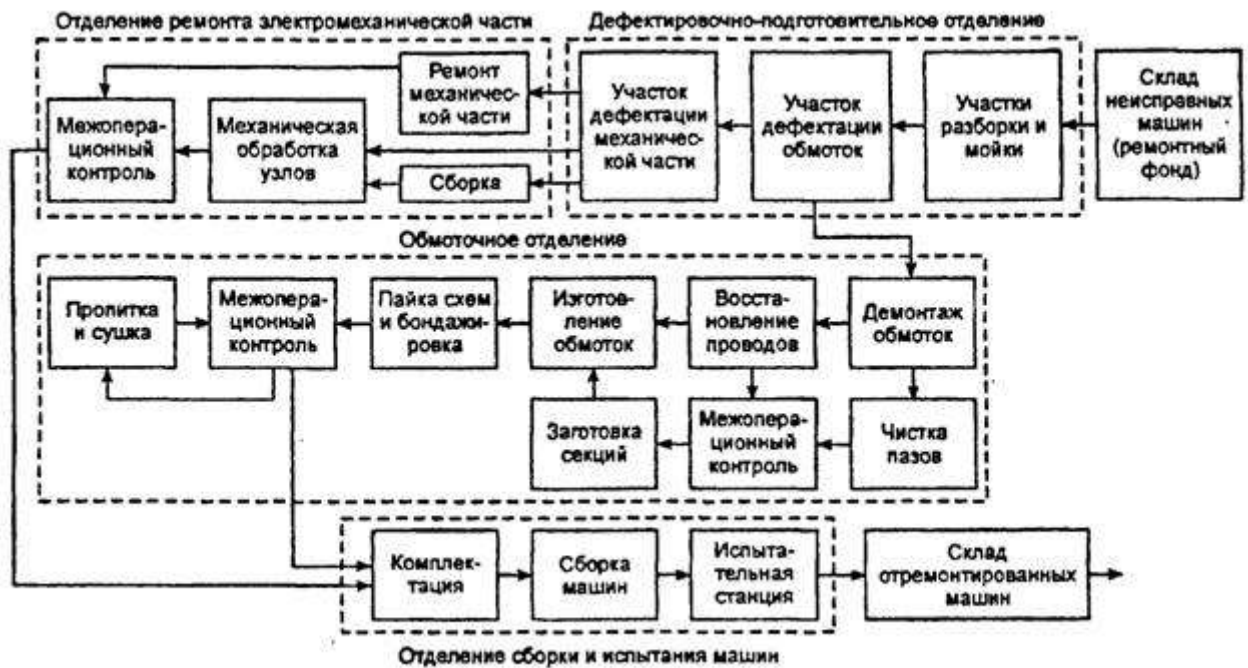 Отделение ремонта электромеханической части
Дефектировочно-подготовительное отделение
Межопера-
ционный
контроль
Механическая
обработка
узлов
Ремонт
механичес-
кой части
Сборка
Участок
дефектации
механичес-
кой части
Участок
дефектации
обмоток
Участки
разборки и
мойки
Склад
неисправных
машин
(ремонтный
фонд)
Обмоточное отделение
Пропитка
и сушка
Межопера-
ционный
контроль
Пайка схем
и бондажи-
ровка
Изготов-
ление
обмоток
Восста-
новление
проводов
Демонтаж
обмоток
Заготовка
секций
Межопера-
ционный
контроль
Чистка
пазов
Комплек-
тация
Сборка
машин
Испыта-
тельная
станция
Склад
отремонтированных
машин
Отделение сборки и испытания машин